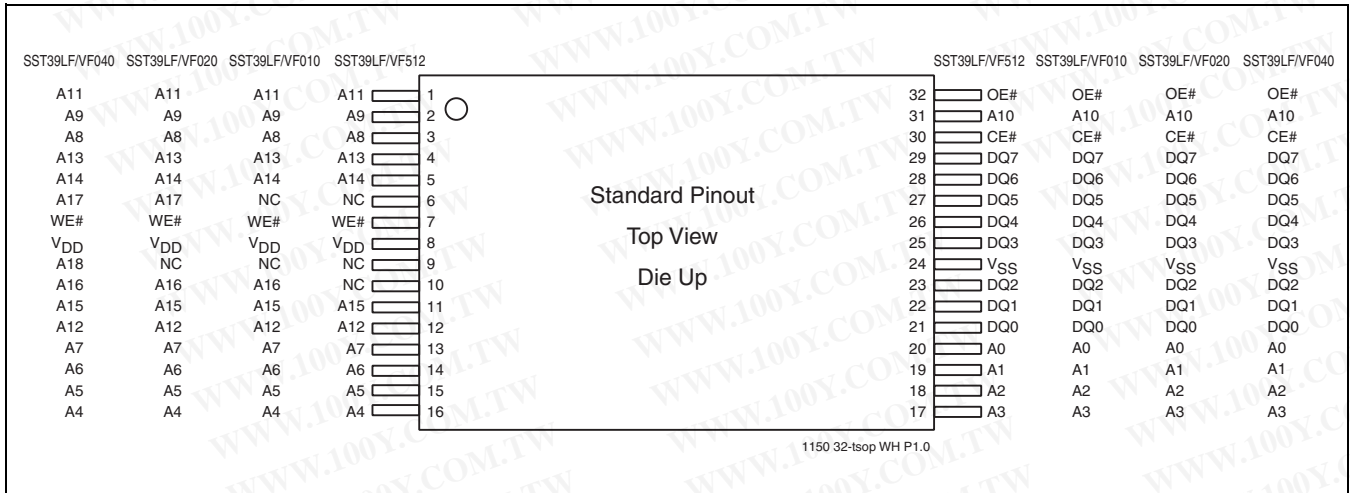 SST39LF/VF040 SST39LF/VF020 SST39LF/VF010 SST39LF/VF512 SST39LF/VF512 SST39LF/VF010 SST39LF/VF020 SST39LF/VF040
A11 A11 A11 A11 1 32 OE# OE# OE# OE#
A9 A9 A9 A9 2 31 A10 A10 A10 A10
A8 A8 A8 A8 3 30 CE# CE# CE# CE#
A13 A13 A13 A13 4 29 DQ7 DQ7 DQ7 DQ7
A14 A14 A14 A14 5 28 DQ6 DQ6 DQ6 DQ6
A17 A17 NC NC 6 27 DQ5 DQ5 DQ5 DQ5
WE# WE# WE# WE# 7 26 DQ4 DQ4 DQ4 DQ4
VDD VDD VDD VDD 8 25 DQ3 DQ3 DQ3 DQ3
A18 NC NC NC 9 24 VSS VSS VSS VSS
A16 A16 A16 NC 10 23 DQ2 DQ2 DQ2 DQ2
A15 A15 A15 A15 11 22 DQ1 DQ1 DQ1 DQ1
A12 A12 A12 A12 12 21 DQ0 DQ0 DQ0 DQ0
A7 A7 A7 A7 13 20 A0 A0 A0 A0
A6 A6 A6 A6 14 19 A1 A1 A1 A1
A5 A5 A5 A5 15 18 A2 A2 A2 A2
A4 A4 A4 A4 16 17 A3 A3 A3 A3
Standard Pinout
Top View
Die Up
1150 32-tsop WH P1.0
WWW.100Y.COM.TW